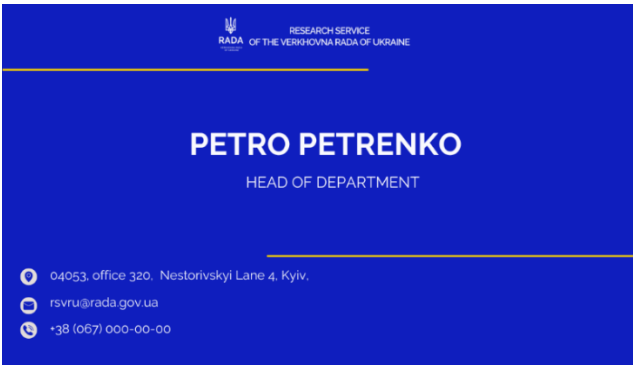 RESEARCH SERVICE
RADA OF THE VERKHOVNA RADA OF UKRAINE
PETRO PETRENKO
HEAD OF DEPARTMENT
04053, office 320, Nestorivskyi Lane 4, Kyiv,
rsvru@rada.gov.ua
+38 (067) 000-00-00